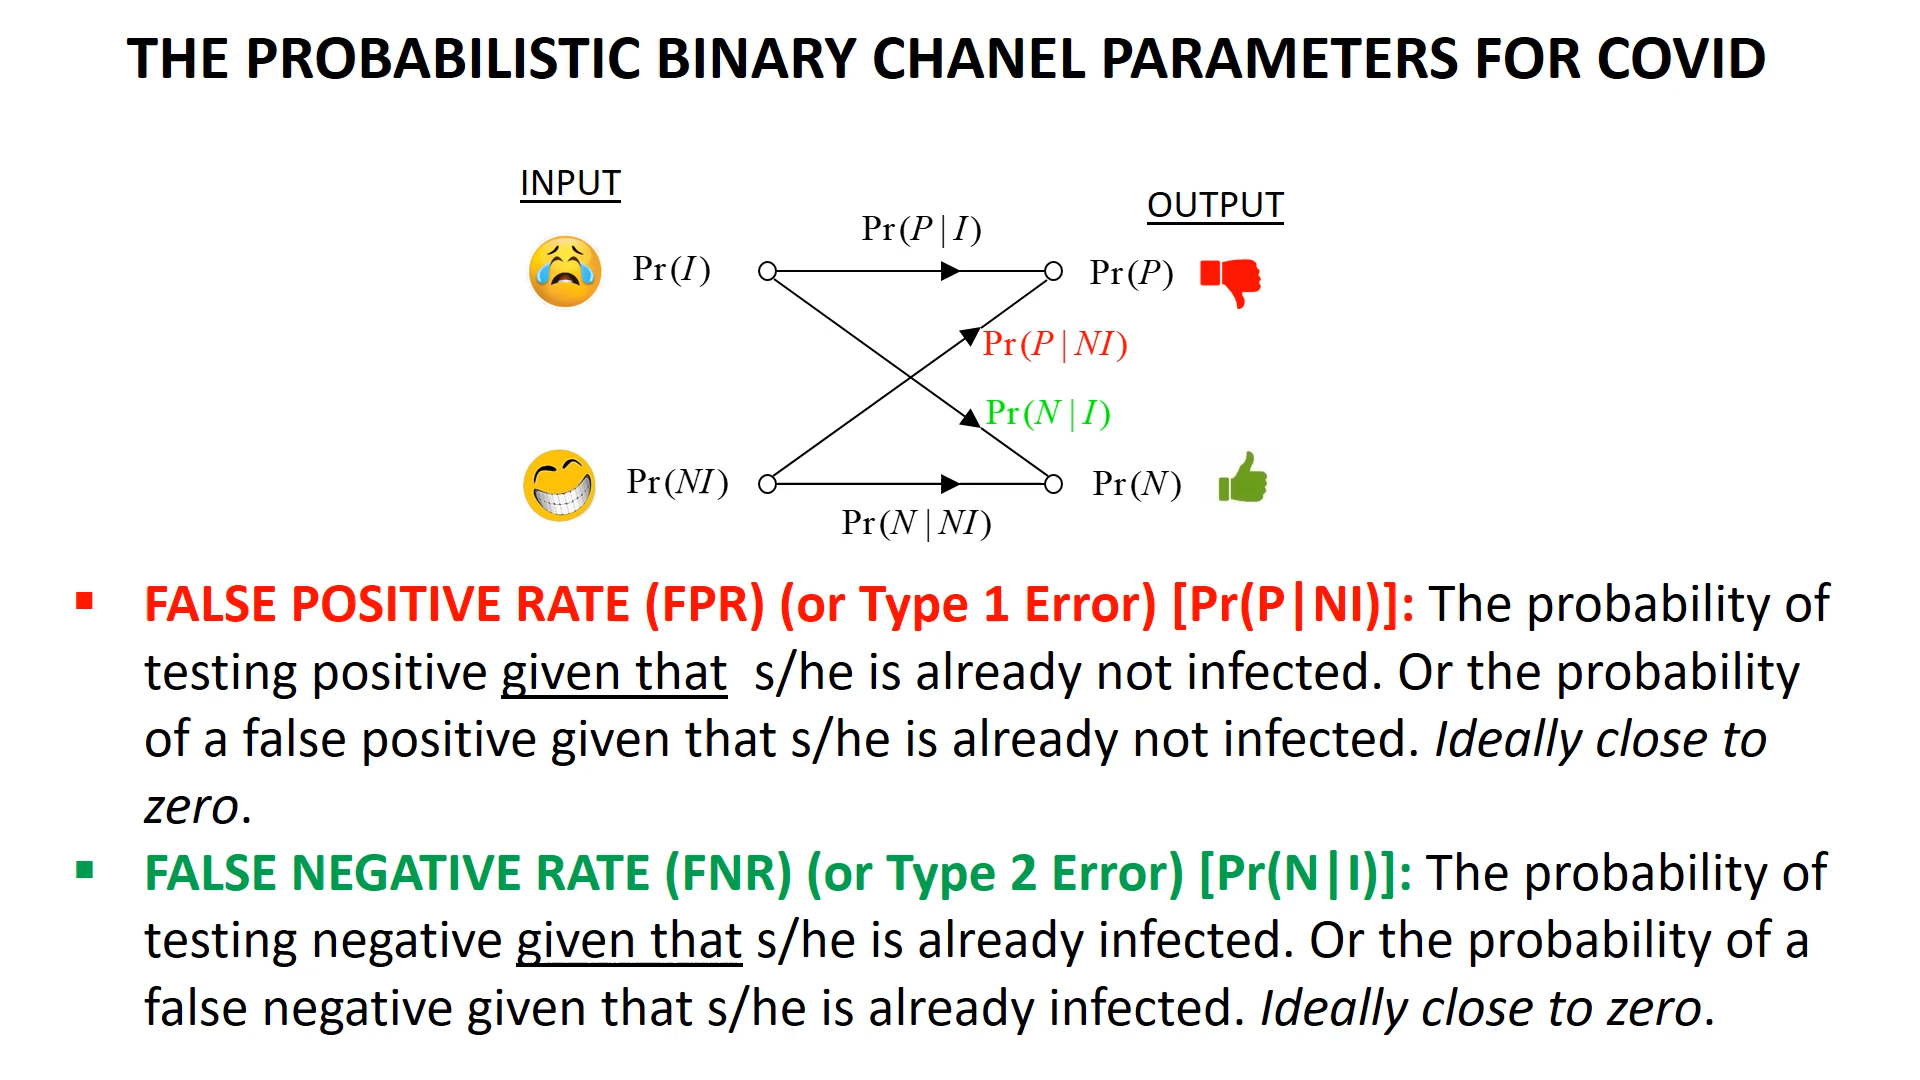 THE PROBABILISTIC BINARY CHANEL PARAMETERS FOR COVID
INPUT
OUTPUT
Pr(P | I)
Pr(I)
Pr(P)
Pr(P | NI)
Pr(N | I)
Pr(NI)
Pr(N)
Pr(N | NI)
▪ FALSE POSITIVE RATE (FPR) (or Type 1 Error) [Pr(P|NI)]: The probability of
testing positive given that s/he is already not infected. Or the probability
of a false positive given that s/he is already not infected. Ideally close to
zero.
▪ FALSE NEGATIVE RATE (FNR) (or Type 2 Error) [Pr(N|I)]: The probability of
testing negative given that s/he is already infected. Or the probability of a
false negative given that s/he is already infected. Ideally close to zero.